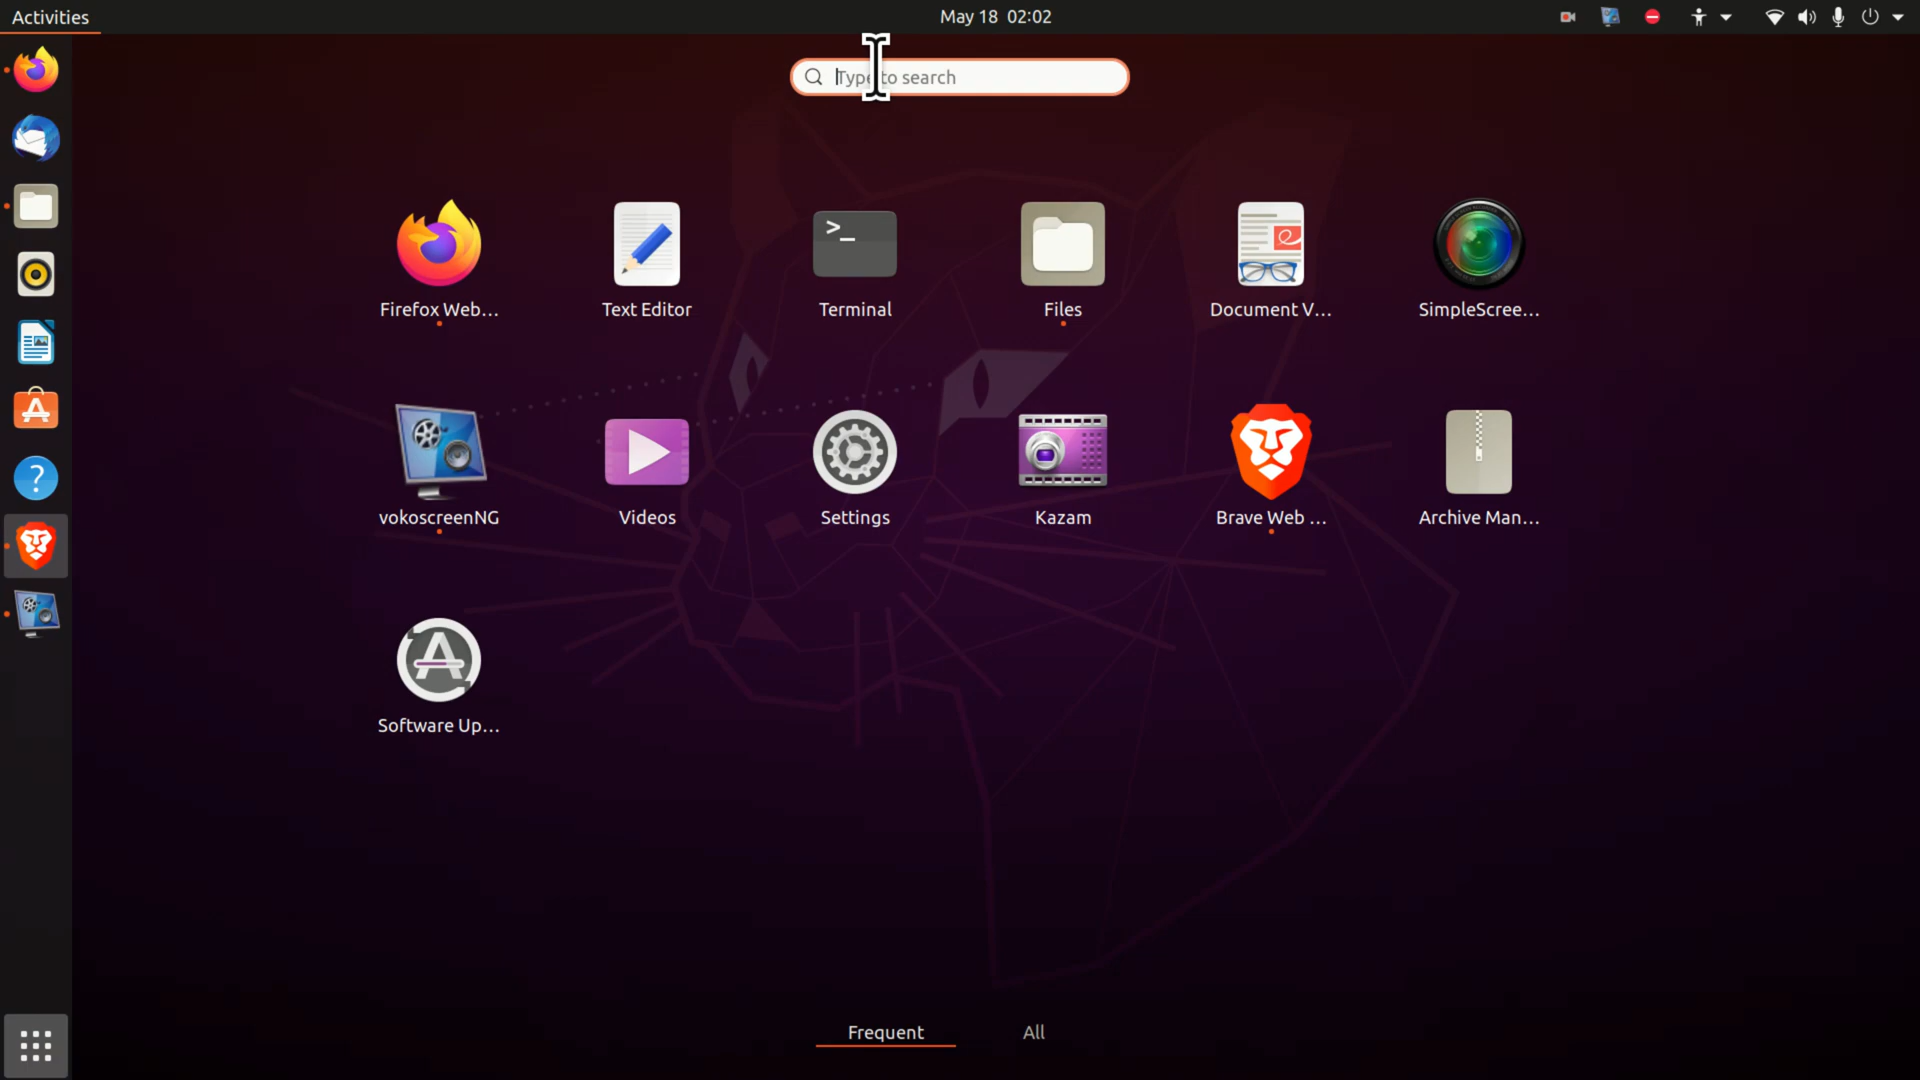 Activities
May 18 02:02
Type to search
Firefox Web...
Text Editor
Terminal
Files
Document V...
SimpleScree...
vokoscreenNG
Videos
Settings
Kazam
Brave Web ...
Archive Man...
Software Up...
Frequent
All